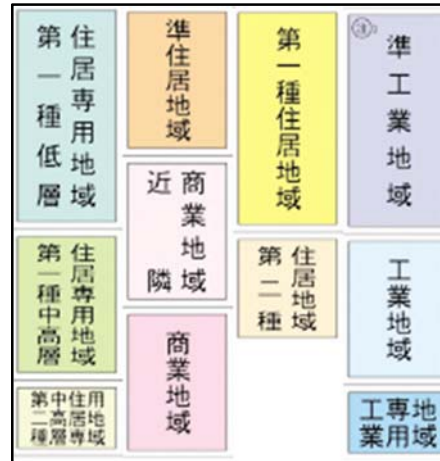 第一種低層
住居専用地域
準住居地域
第一種住居地域
注
準工業地域
近隣
商業地域
第一種中高層
住居専用地域
第二種
住居地域
工業地域
商業地域
第二種
中高層
住居専
用地域
工業
専用
地域